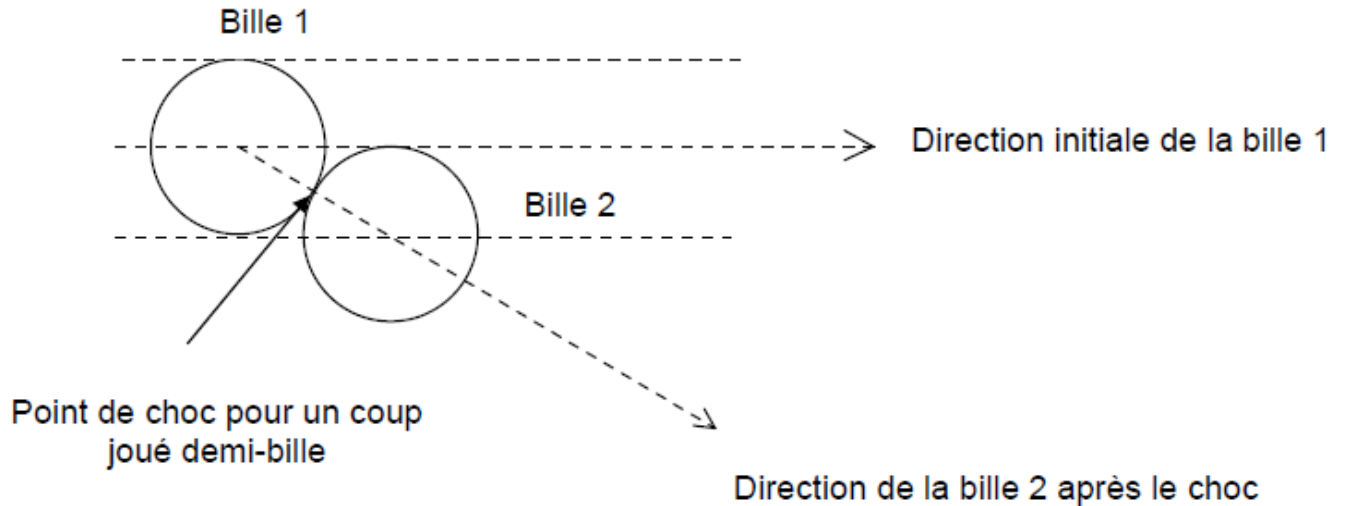 Bille 1
Direction initiale de la bille 1
Bille 2
Point de choc pour un coup
joué demi-bille
Direction de la bille 2 après le choc